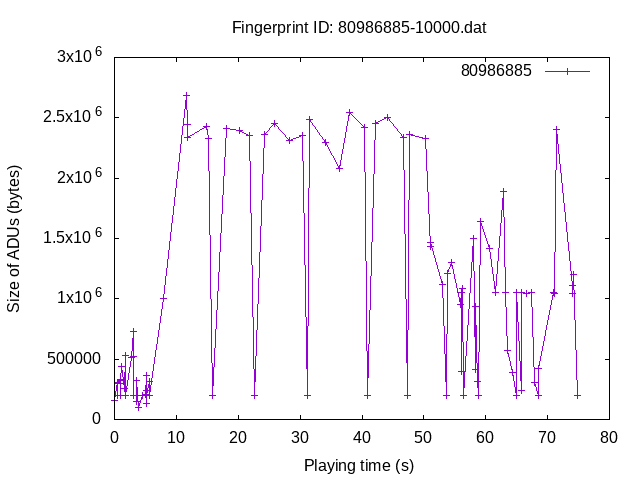 Fingerprint ID: 80986885-10000.dat
3x10^6
80986885
2.5x10^6
2x10^6
1.5x10^6
1x10^6
500000
0
Size of ADUs (bytes)
0 10 20 30 40 50 60 70 80
Playing time (s)